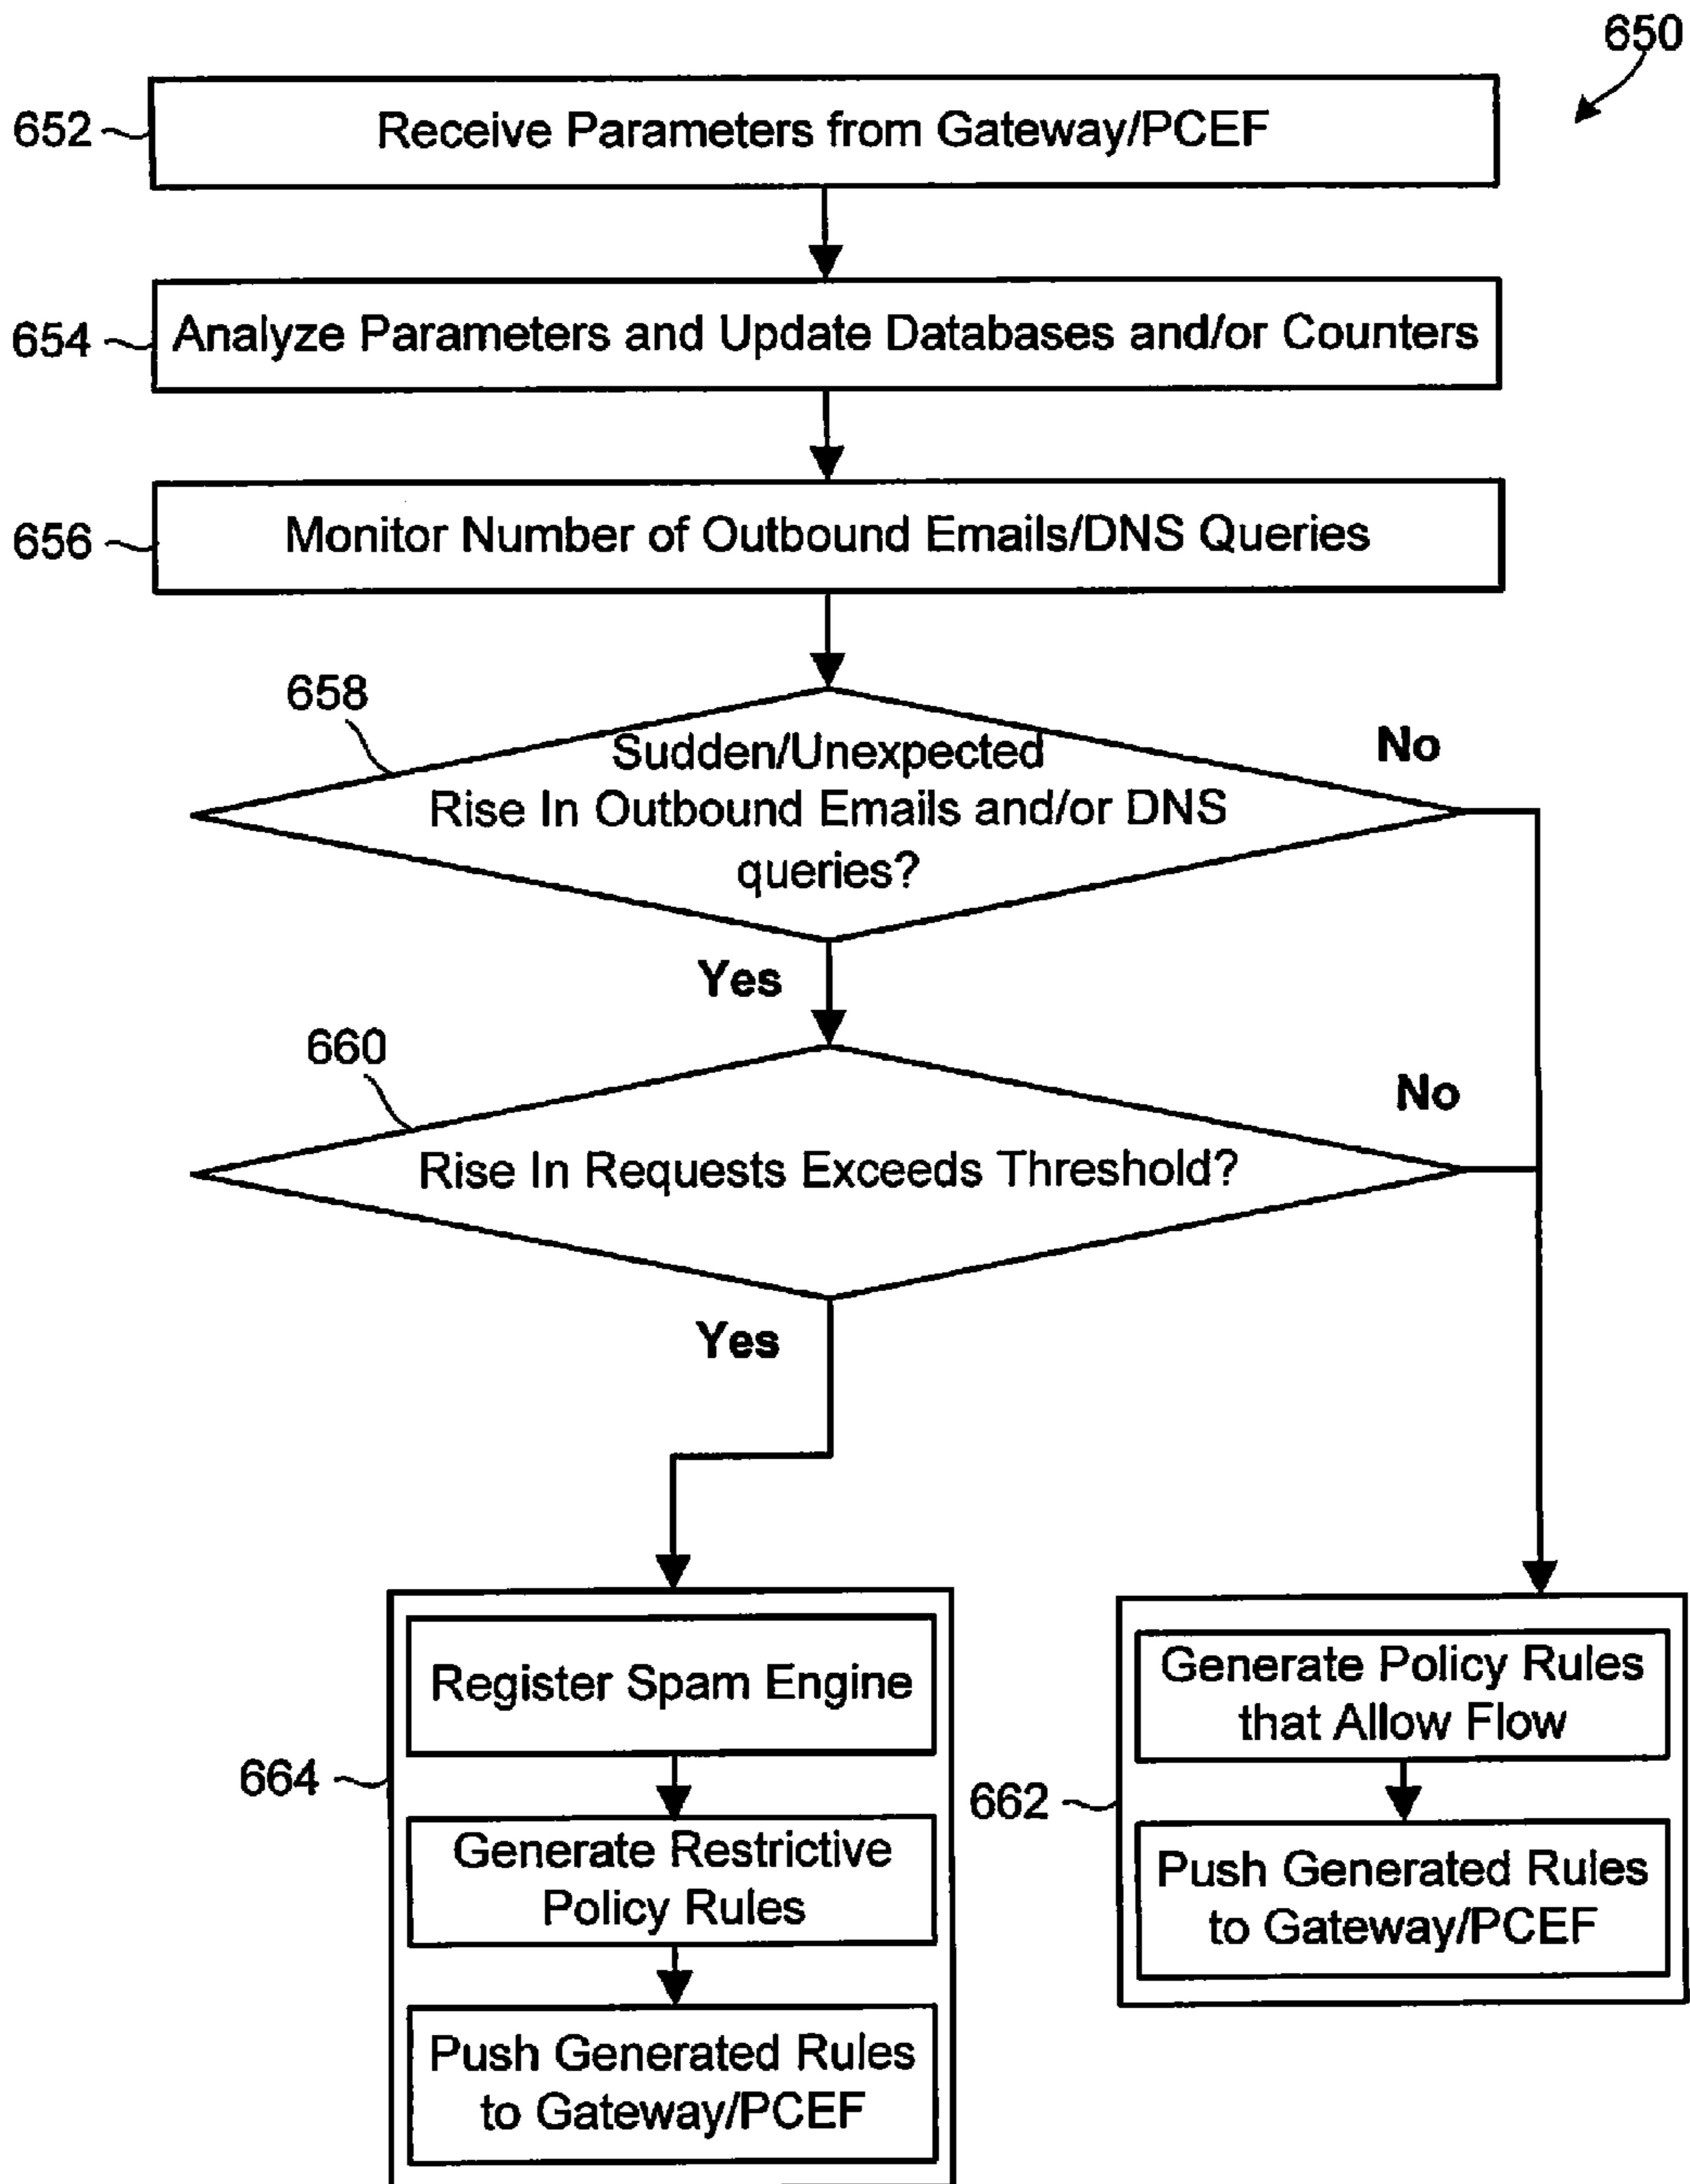 650
652
Receive Parameters from Gateway/PCEF
654
Analyze Parameters and Update Databases and/or Counters
656
Monitor Number of Outbound Emails/DNS Queries
658
Sudden/Unexpected
Rise In Outbound Emails and/or DNS
queries?
No
Yes
660
Rise In Requests Exceeds Threshold?
No
Yes
664
Register Spam Engine
Generate Restrictive
Policy Rules
Push Generated Rules
to Gateway/PCEF
662
Generate Policy Rules
that Allow Flow
Push Generated Rules
to Gateway/PCEF